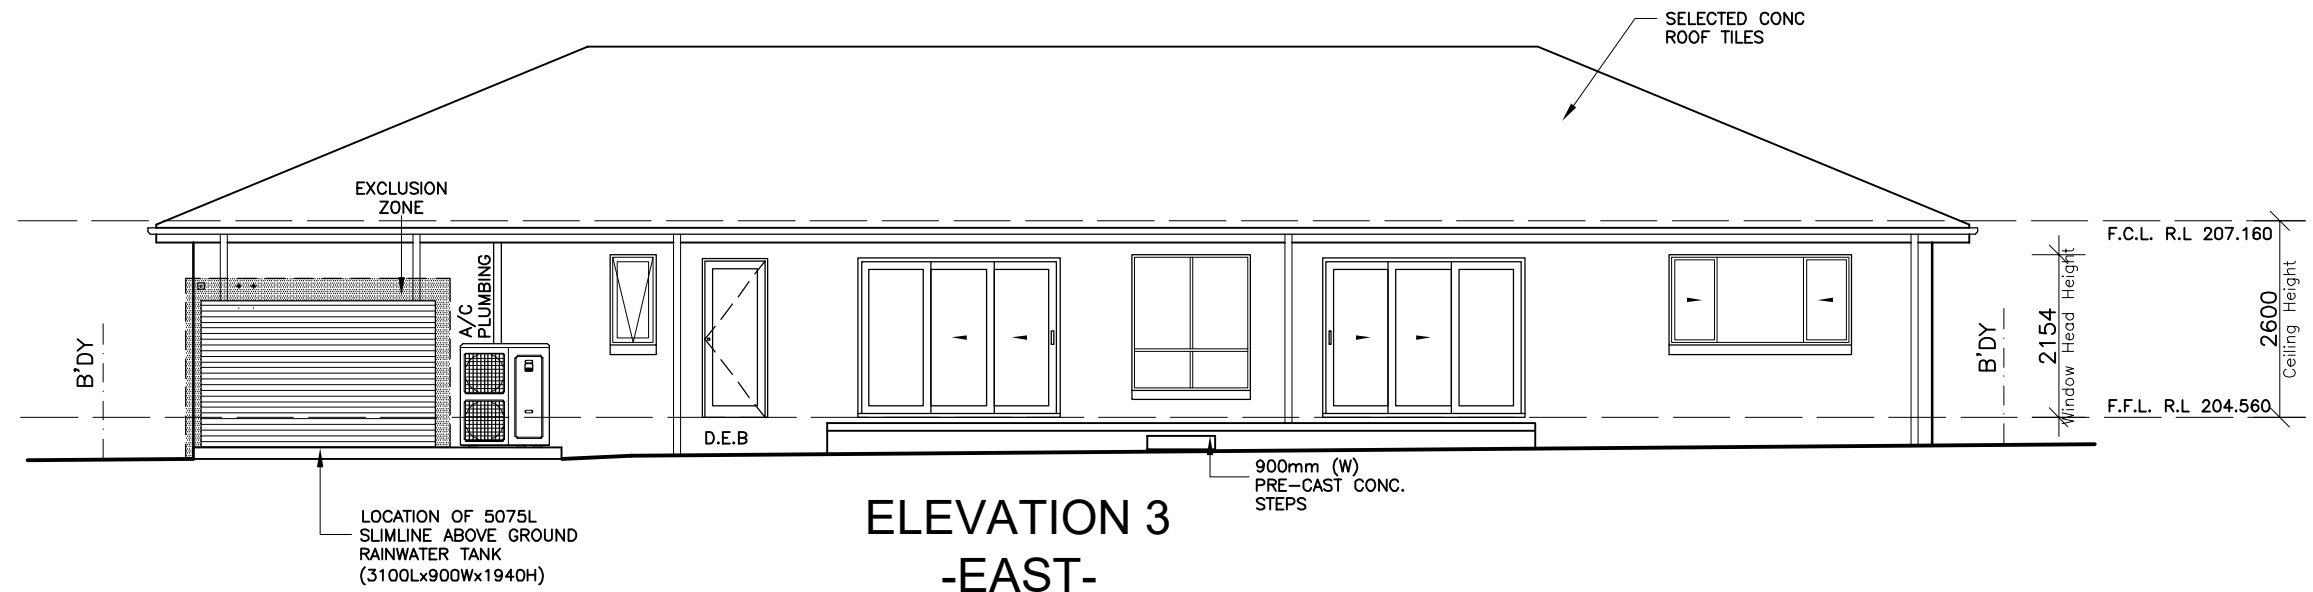 SELECTED CONC
ROOF TILES
EXCLUSION
ZONE
F.C.L. R.L 207.160
A/C
PLUMBING
B'DY
B'DY
2154
Window Head Height
2600
Ceiling Height
F.F.L. R.L 204.560
D.E.B
900mm (W)
PRE-CAST CONC.
STEPS
LOCATION OF 5075L
SLIMLINE ABOVE GROUND
RAINWATER TANK
(3100Lx900Wx1940H)
ELEVATION 3
-EAST-